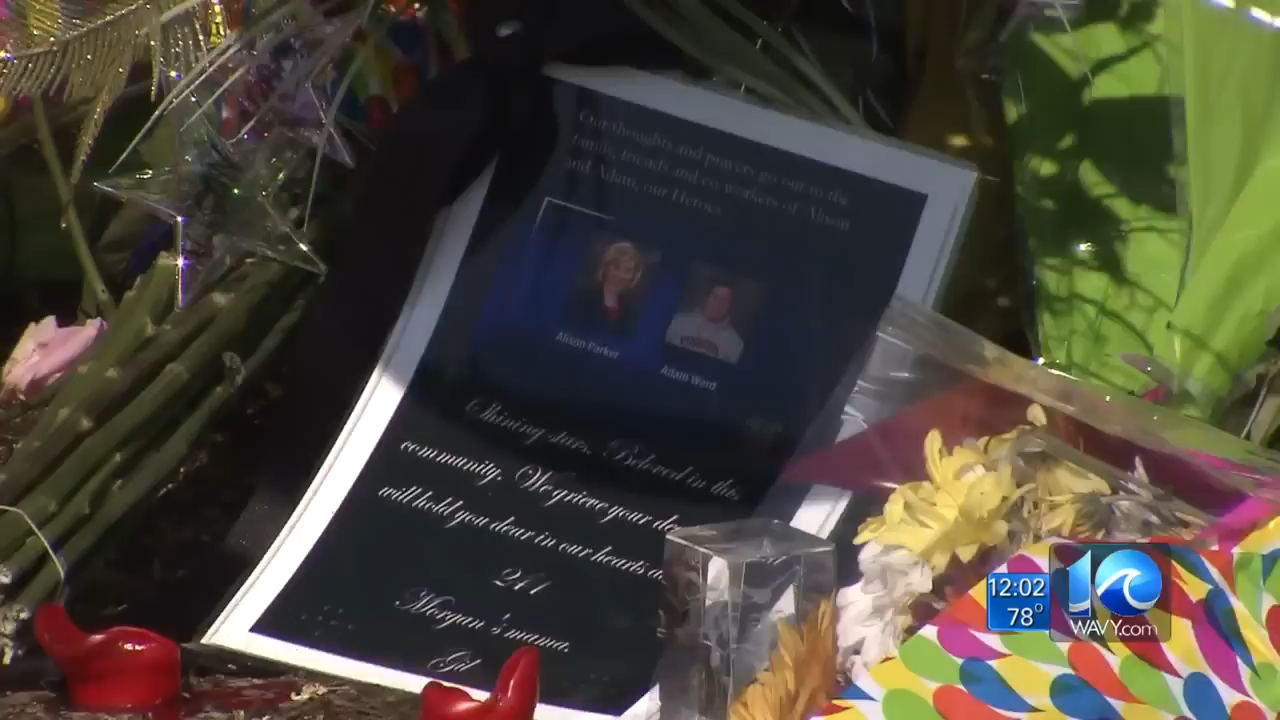 Our thoughts and prayers go out to the
family, friends and co-workers of Alison
and Adam, our Heroes
Alison Parker
Adam Ward
Shining stars, Beloved in this
community. We grieve your
will hold you dear in our hearts
241
Morgan's mama,
Gil
12:02
78°
10
WAVY.com